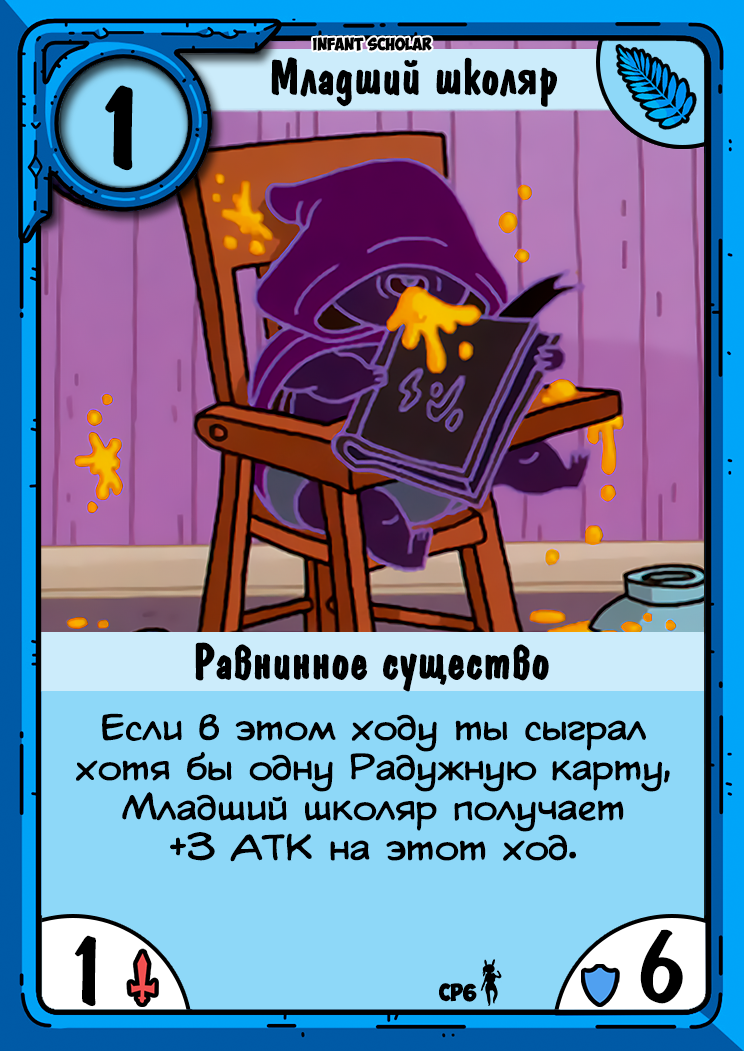 INFANT SCHOLAR
Младший школяр
1
Равнинное существо
Если в этом ходу ты сыграл
хотя бы одну Радужную карту,
Младший школяр получает
+3 АТК на этот ход.
1
CP6
6